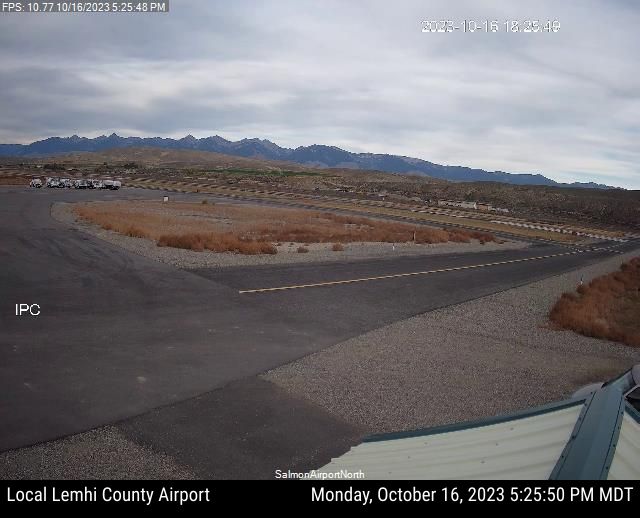 FPS: 10.77 10/16/2023 5:25:48 PM
2023-10-16 18:25:49
IPC
SalmonAirportNorth
Local Lemhi County Airport
Monday, October 16, 2023 5:25:50 PM MDT